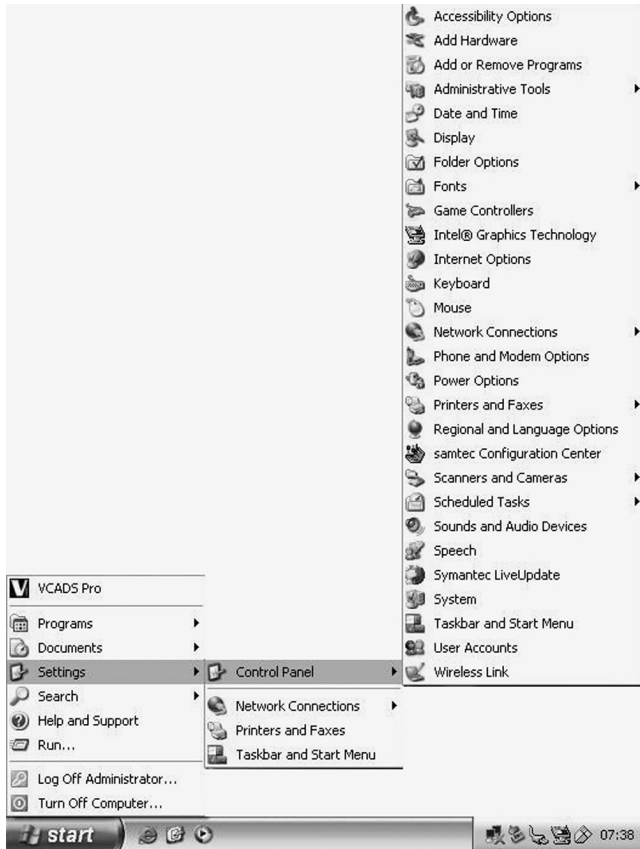 Accessibility Options
Add Hardware
Add or Remove Programs
Administrative Tools
Date and Time
Display
Folder Options
Fonts
Game Controllers
Intel® Graphics Technology
Internet Options
Keyboard
Mouse
Network Connections
Phone and Modem Options
Power Options
Printers and Faxes
Regional and Language Options
samtec Configuration Center
Scanners and Cameras
Scheduled Tasks
Sounds and Audio Devices
Speech
Symantec LiveUpdate
System
Taskbar and Start Menu
User Accounts
Wireless Link
V VCADS Pro
Programs
Documents
Settings
Search
Help and Support
Run...
Log Off Administrator...
Turn Off Computer...
Control Panel
Network Connections
Printers and Faxes
Taskbar and Start Menu
start
07:38